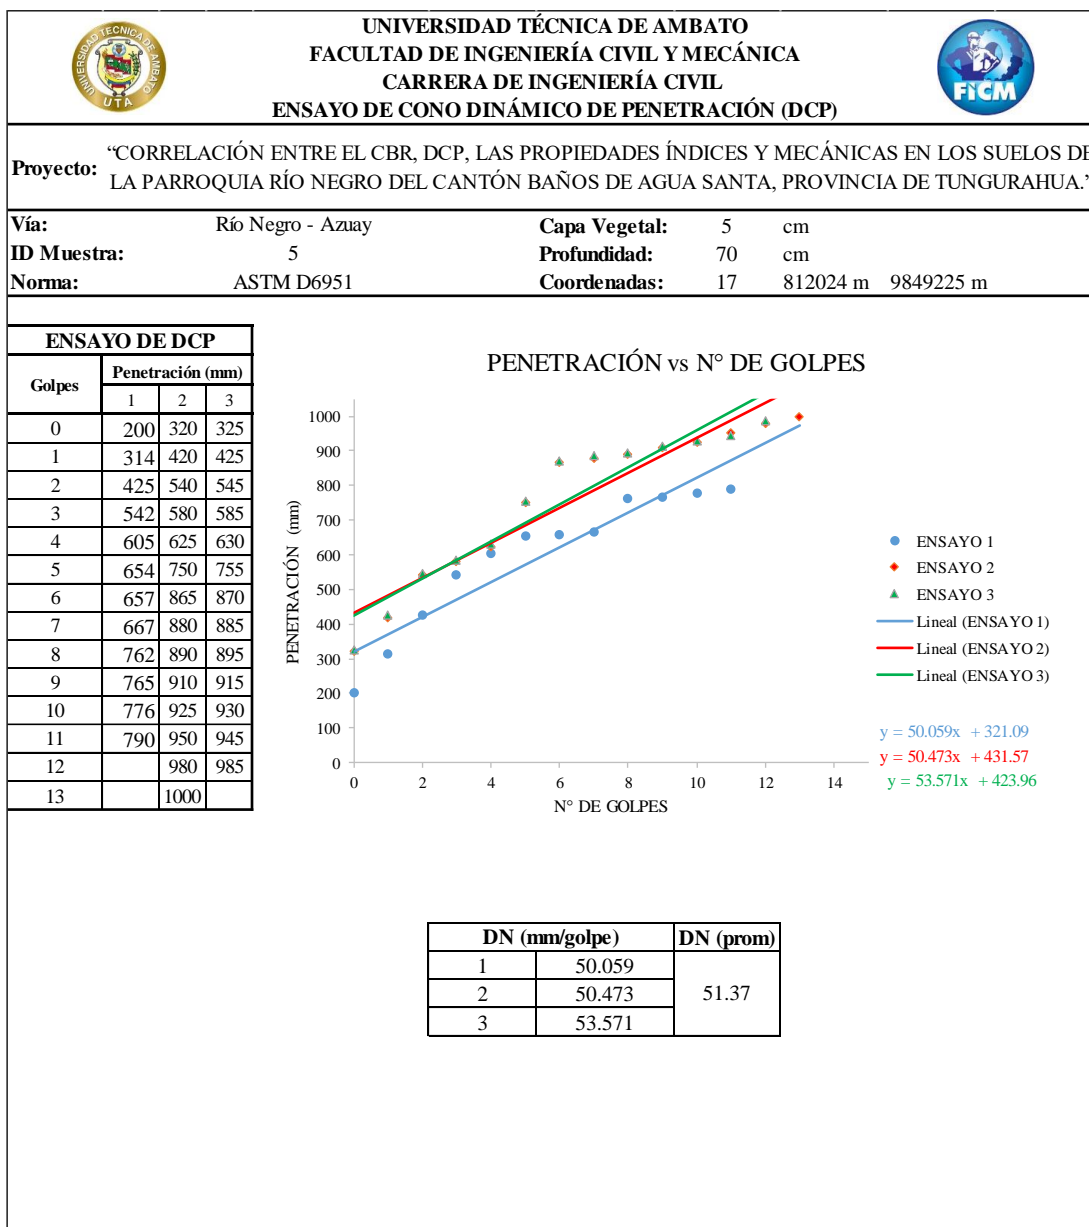 UNIVERSIDAD TÉCNICA DE AMBATO
FACULTAD DE INGENIERÍA CIVIL Y MECÁNICA
CARRERA DE INGENIERÍA CIVIL
ENSAYO DE CONO DINÁMICO DE PENETRACIÓN (DCP)
UNIVERSIDAD TECNICA DE AMBATO
UTA
FICM
Proyecto: “CORRELACIÓN ENTRE EL CBR, DCP, LAS PROPIEDADES ÍNDICES Y MECÁNICAS EN LOS SUELOS DE
LA PARROQUIA RÍO NEGRO DEL CANTÓN BAÑOS DE AGUA SANTA, PROVINCIA DE TUNGURAHUA.”
Vía: Río Negro - Azuay Capa Vegetal: 5 cm
ID Muestra: 5 Profundidad: 70 cm
Norma: ASTM D6951 Coordenadas: 17 812024 m 9849225 m
ENSAYO DE DCP
Golpes Penetración (mm)
1 2 3
0 200 320 325
1 314 420 425
2 425 540 545
3 542 580 585
4 605 625 630
5 654 750 755
6 657 865 870
7 667 880 885
8 762 890 895
9 765 910 915
10 776 925 930
11 790 950 945
12 980 985
13 1000
PENETRACIÓN vs N° DE GOLPES
PENETRACIÓN (mm)
1000
900
800
700
600
500
400
300
200
100
0
0 2 4 6 8 10 12 14
N° DE GOLPES
ENSAYO 1
ENSAYO 2
ENSAYO 3
Lineal (ENSAYO 1)
Lineal (ENSAYO 2)
Lineal (ENSAYO 3)
y = 50.059x + 321.09
y = 50.473x + 431.57
y = 53.571x + 423.96
DN (mm/golpe) DN (prom)
1 50.059
2 50.473 51.37
3 53.571